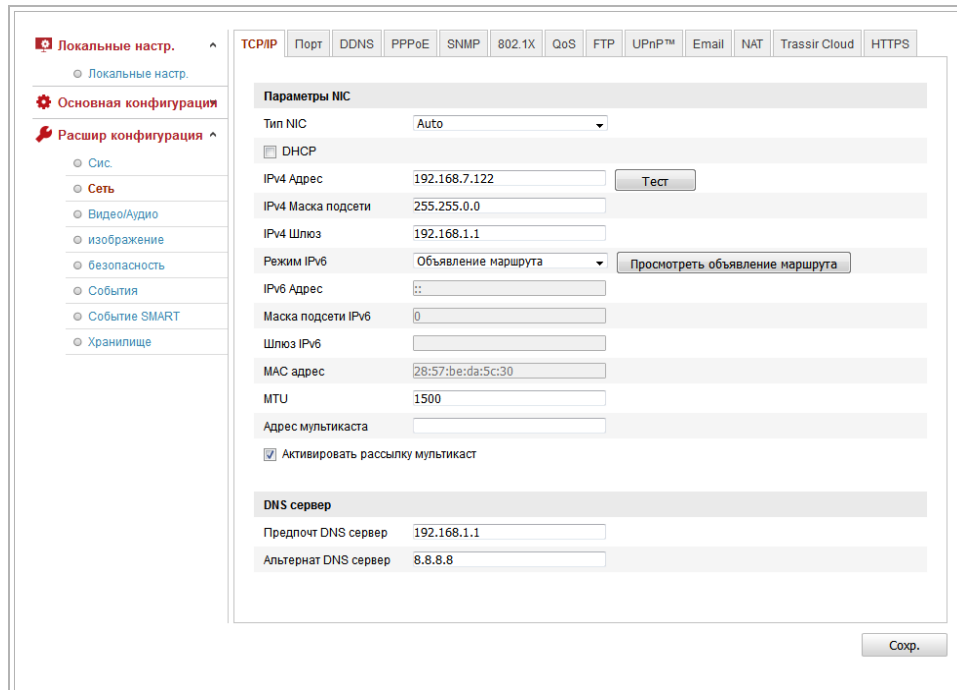 Локальные настр.
Локальные настр.
Основная конфигурация
Расшир конфигурация
Сис.
Сеть
Видео/Аудио
изображение
безопасность
События
Событие SMART
Хранилище
TCP/IP Порт DDNS PPPoE SNMP 802.1X QoS FTP UPnP™ Email NAT Trassir Cloud HTTPS
Параметры NIC
Тип NIC Auto
DHCP
IPv4 Адрес 192.168.7.122 Тест
IPv4 Маска подсети 255.255.0.0
IPv4 Шлюз 192.168.1.1
Режим IPv6 Объявление маршрута Просмотреть объявление маршрута
IPv6 Адрес ::
Маска подсети IPv6 0
Шлюз IPv6
MAC адрес 28:57:be:da:5c:30
MTU 1500
Адрес мультикаста
Активировать рассылку мультикаст
DNS сервер
Предпочт DNS сервер 192.168.1.1
Альтернат DNS сервер 8.8.8.8
Сохр.